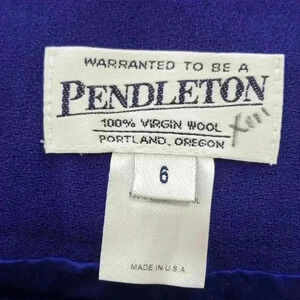 WARRANTED TO BE A
PENDLETON
100% VIRGIN WOOL
PORTLAND, OREGON
6
MADE IN U.S.A.